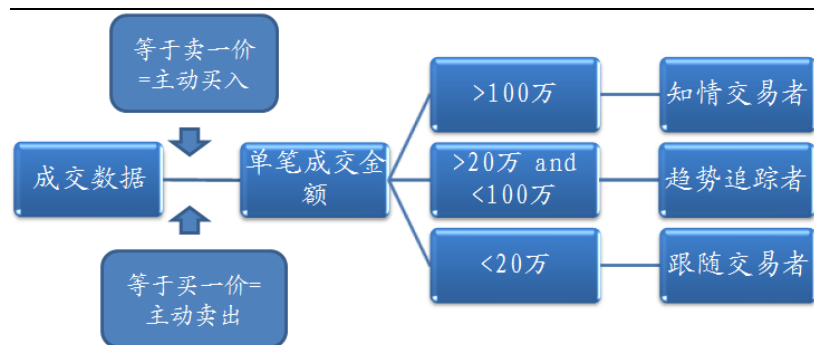 等于卖一价
=主动买入
成交数据
单笔成交金
额
等于买一价=
主动卖出
>100万
知情交易者
>20万 and
<100万
趋势追踪者
<20万
跟随交易者